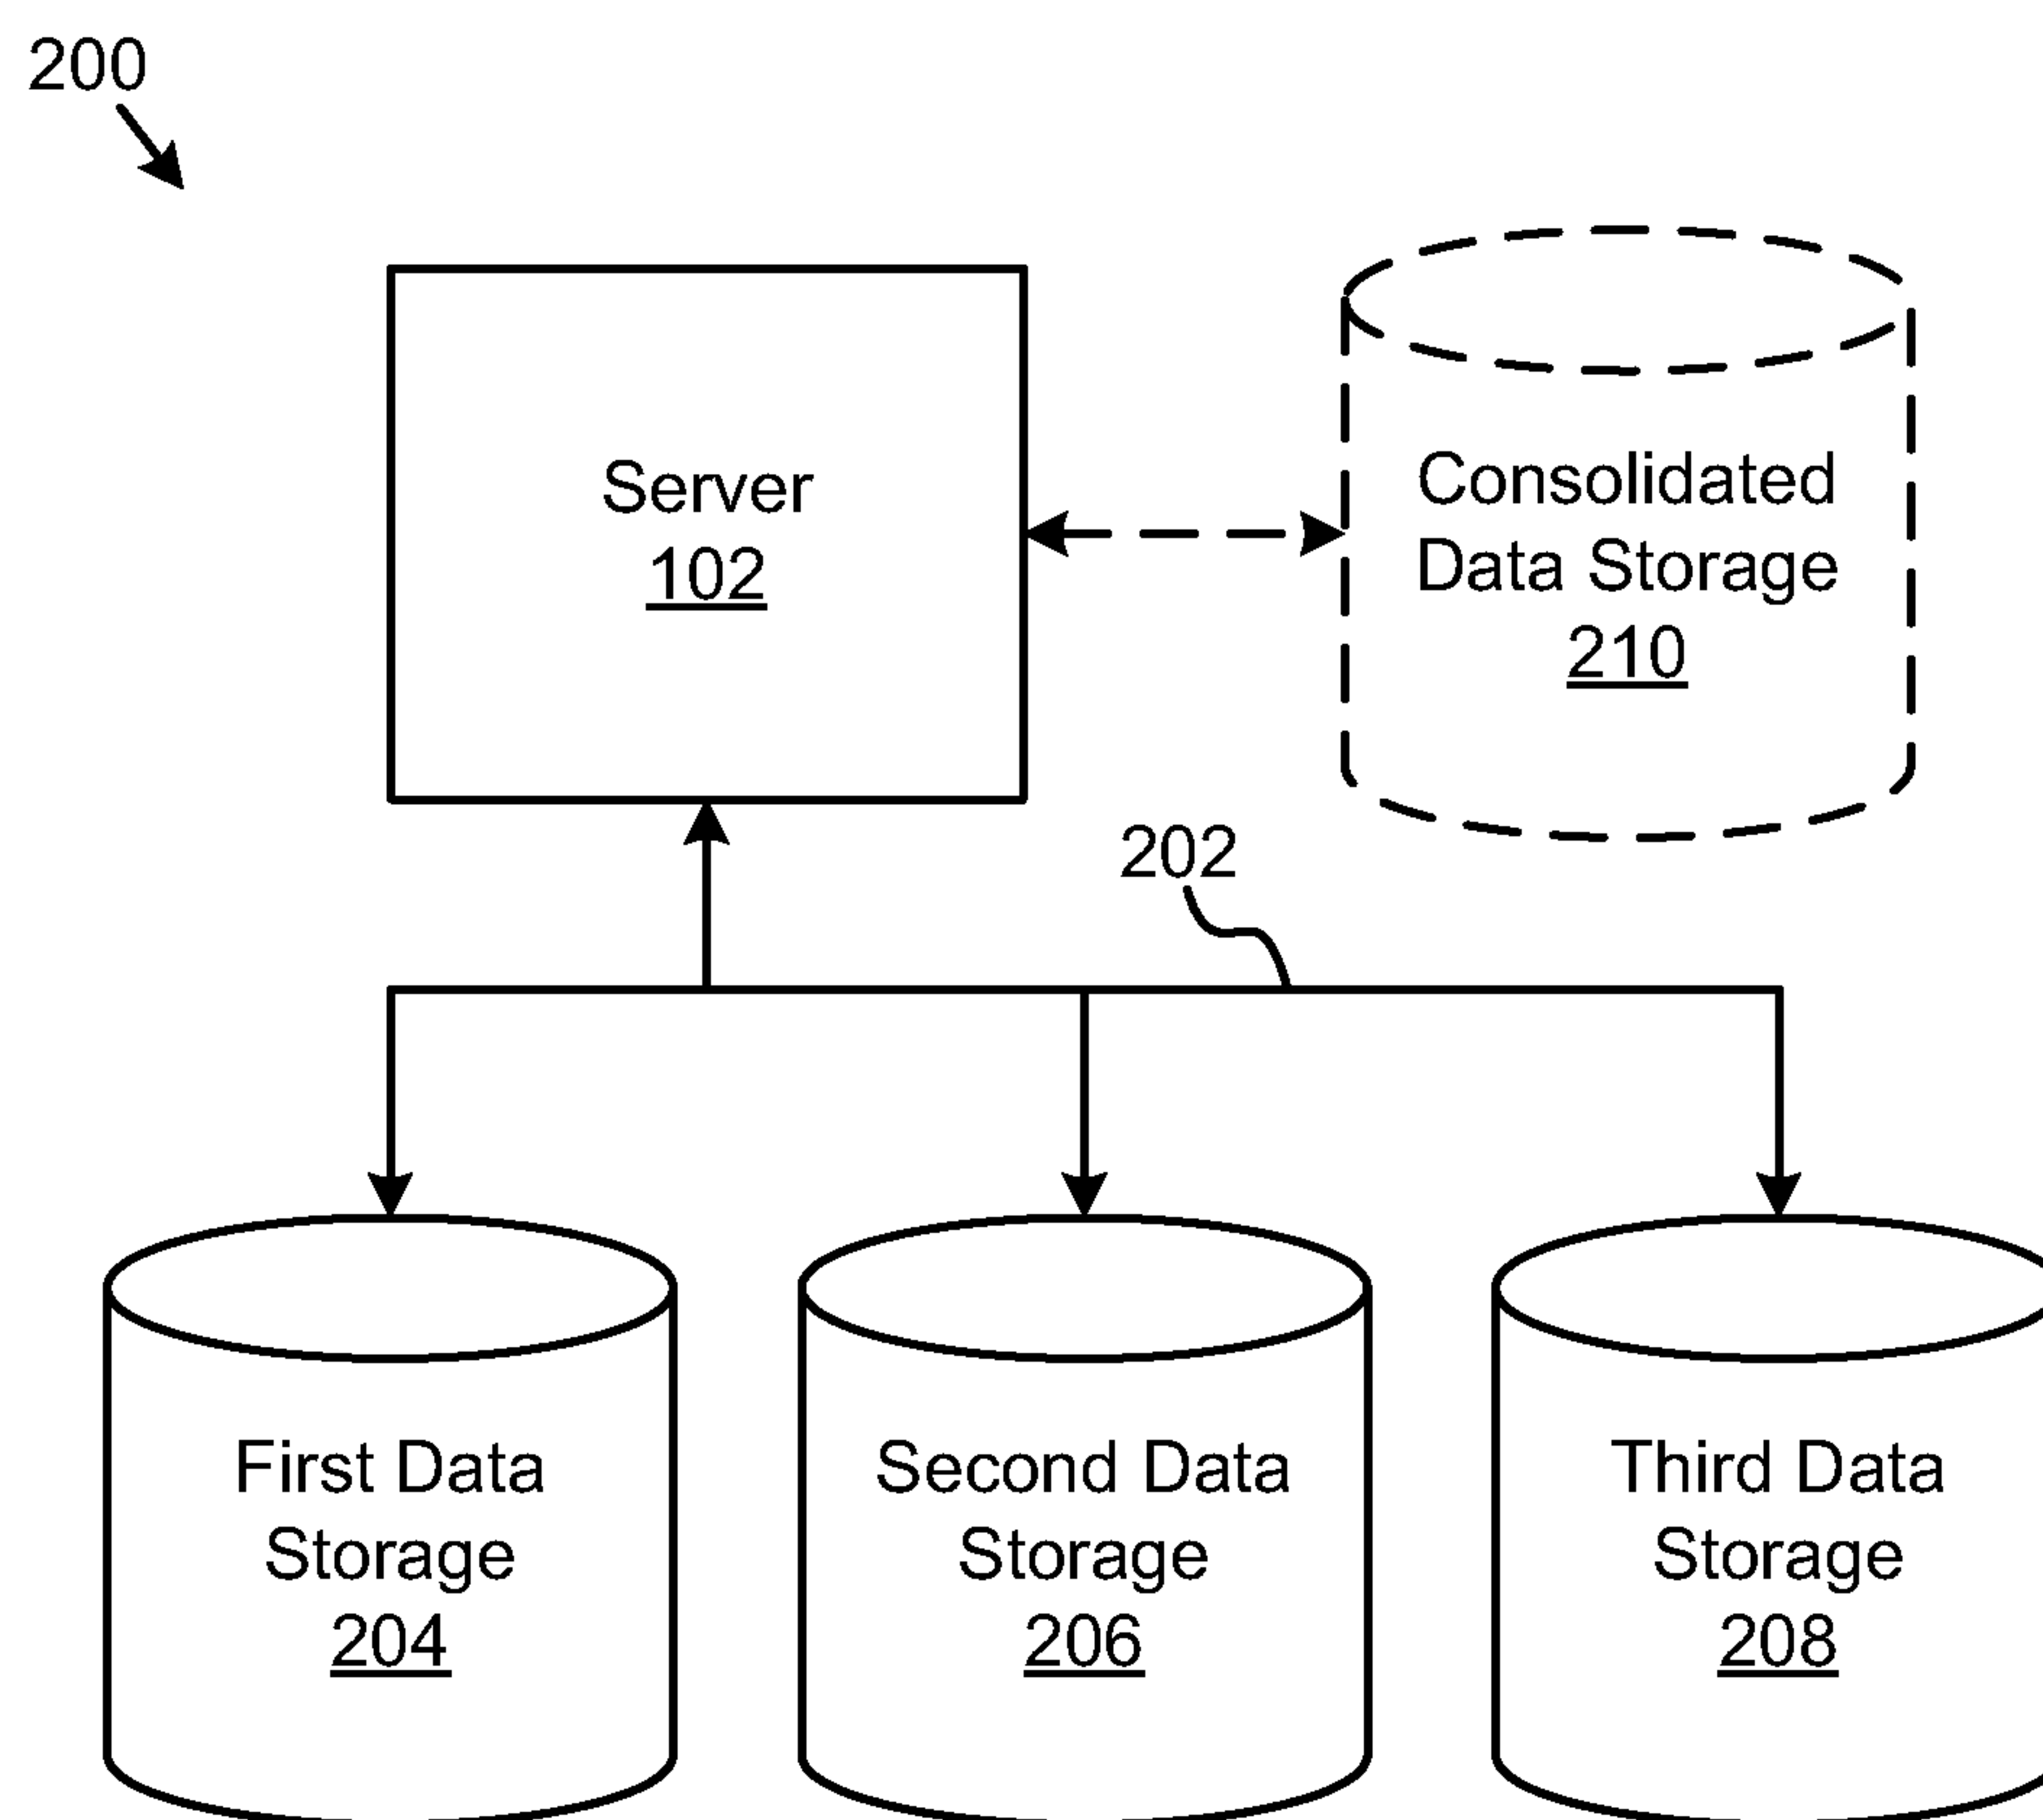 200
Server
102
Consolidated
Data Storage
210
202
First Data
Storage
204
Second Data
Storage
206
Third Data
Storage
208